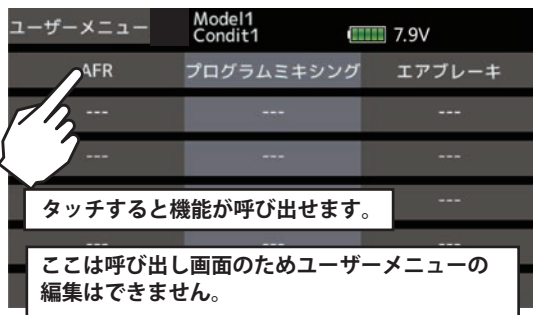 ユーザーメニュー
Model1
Condit1
7.9V
AFR プログラムミキシング エアブレーキ
--- --- ---
--- --- ---
タッチすると機能が呼び出せます。
---
ここは呼び出し画面のためユーザーメニューの
編集はできません。